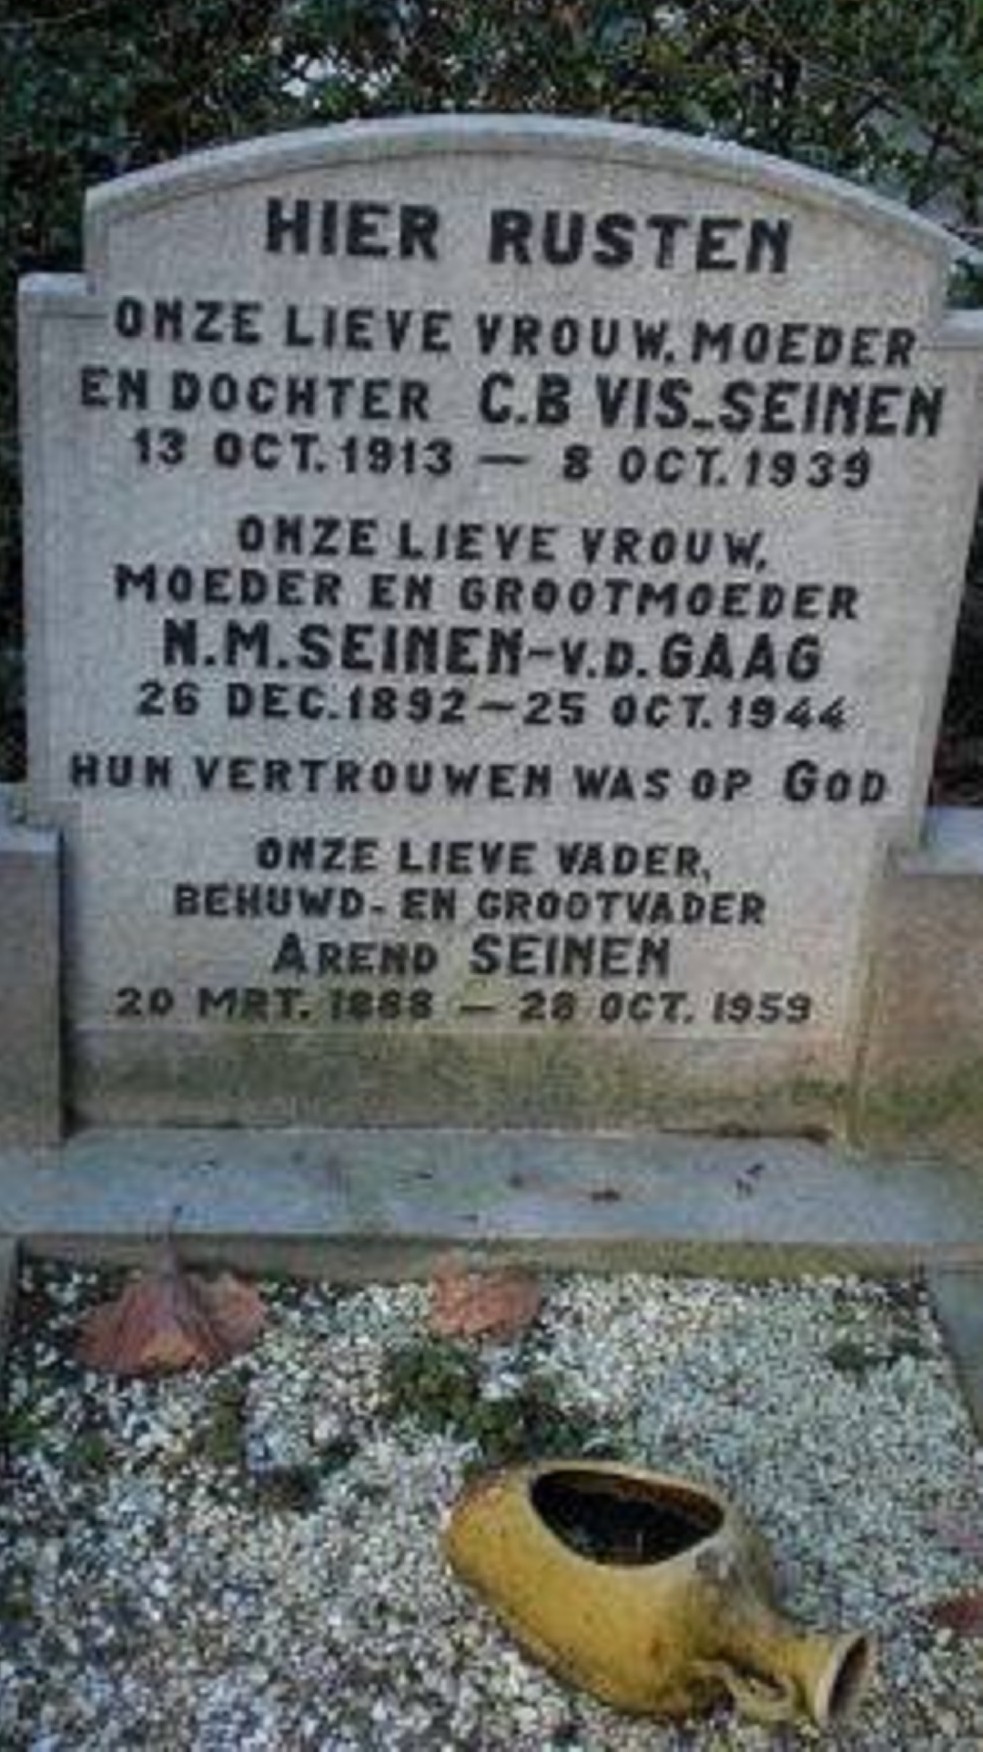 HIER RUSTEN
ONZE LIEVE VROUW, MOEDER
EN DOCHTER C.B VIS-SEINEN
13 OCT. 1913 — 8 OCT. 1939
ONZE LIEVE VROUW,
MOEDER EN GROOTMOEDER
N.M. SEINEN-V.D. GAAG
26 DEC. 1892 — 25 OCT. 1944
HUN VERTROUWEN WAS OP GOD
ONZE LIEVE VADER,
BEHUWD- EN GROOTVADER
AREND SEINEN
20 MRT. 1888 — 28 OCT. 1959